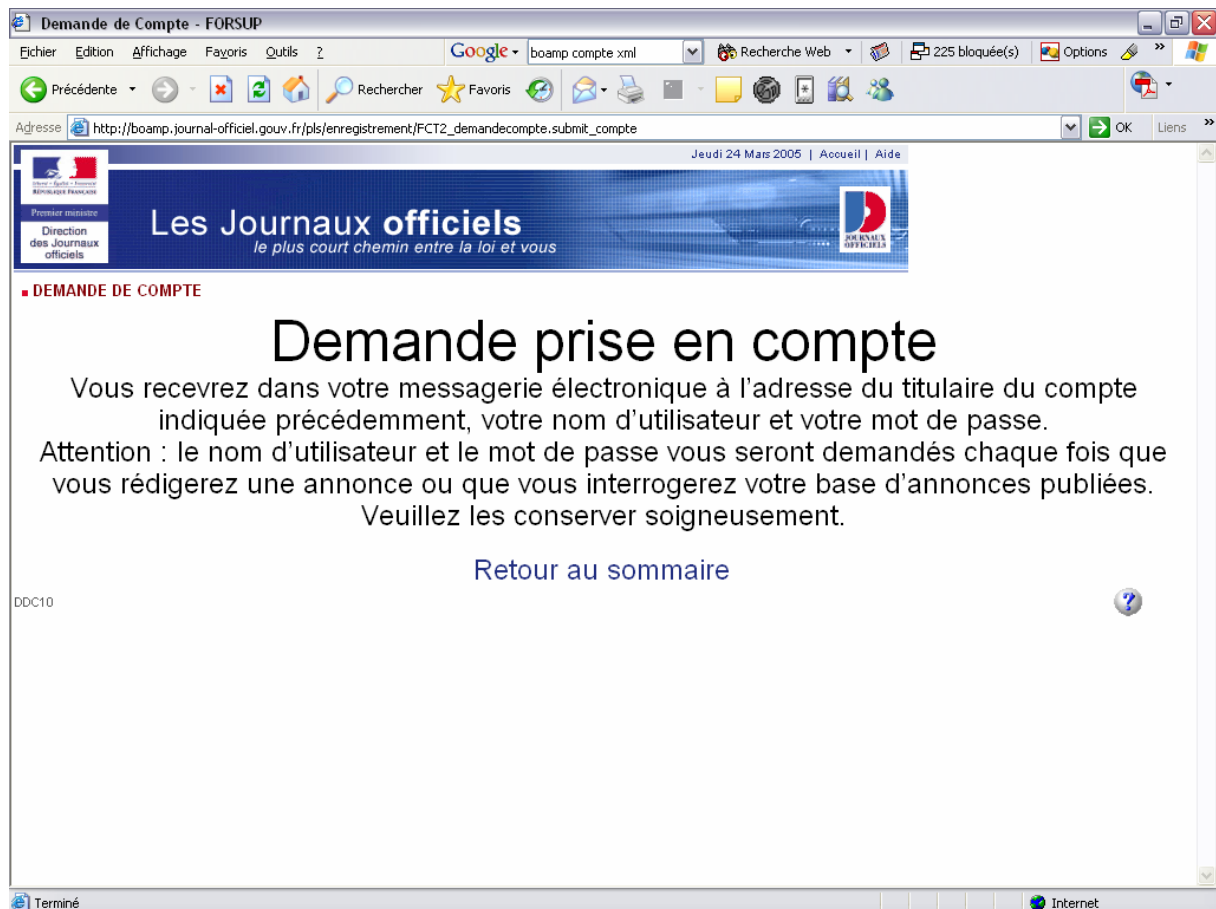 Demande de Compte - FORSUP
Fichier Edition Affichage Favoris Outils ? Google boamp compte xml Recherche Web 225 bloquée(s) Options »
Précédente Rechercher Favoris
Adresse http://boamp.journal-officiel.gouv.fr/pls/enregistrement/FCT2_demandecompte.submit_compte OK Liens »
Jeudi 24 Mars 2005 | Accueil | Aide
Liberté • Égalité • Fraternité
RÉPUBLIQUE FRANÇAISE
Premier ministre
Direction
des Journaux
officiels
Les Journaux officiels
le plus court chemin entre la loi et vous
JOURNAUX
OFFICIELS
DEMANDE DE COMPTE
Demande prise en compte
Vous recevrez dans votre messagerie électronique à l'adresse du titulaire du compte
indiquée précédemment, votre nom d'utilisateur et votre mot de passe.
Attention : le nom d'utilisateur et le mot de passe vous seront demandés chaque fois que
vous rédigerez une annonce ou que vous interrogerez votre base d'annonces publiées.
Veuillez les conserver soigneusement.
Retour au sommaire
DDC10
?
Terminé Internet